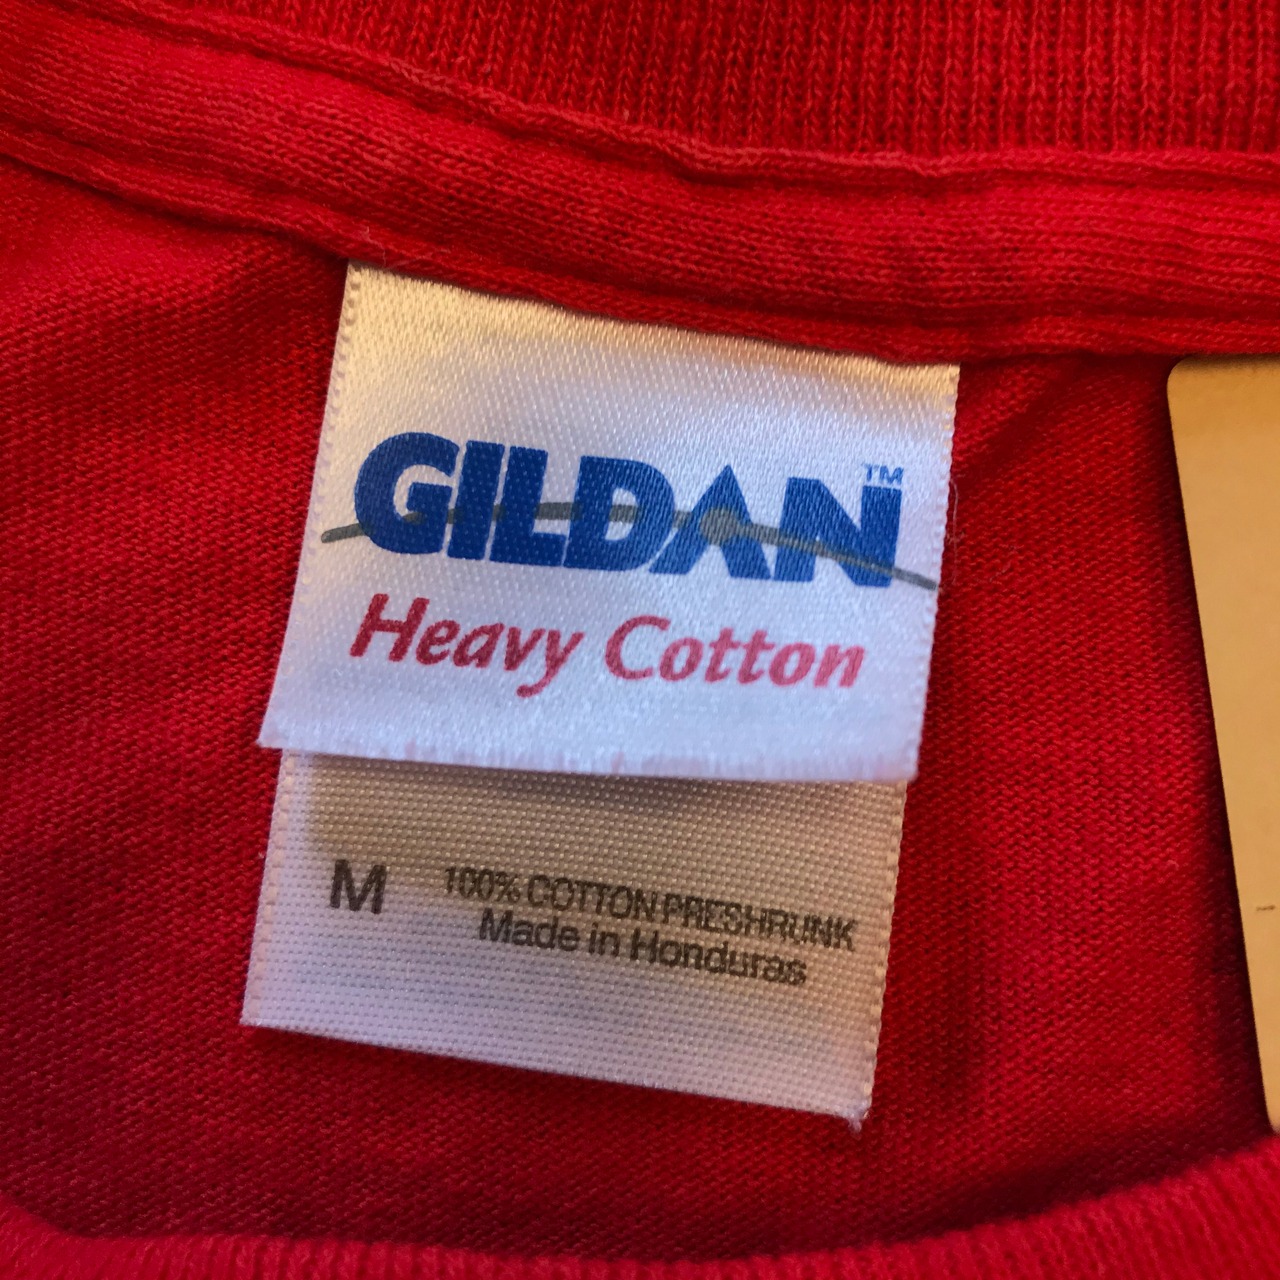 GILDAN™
Heavy Cotton
M 100% COTTON PRESHRUNK
Made in Honduras